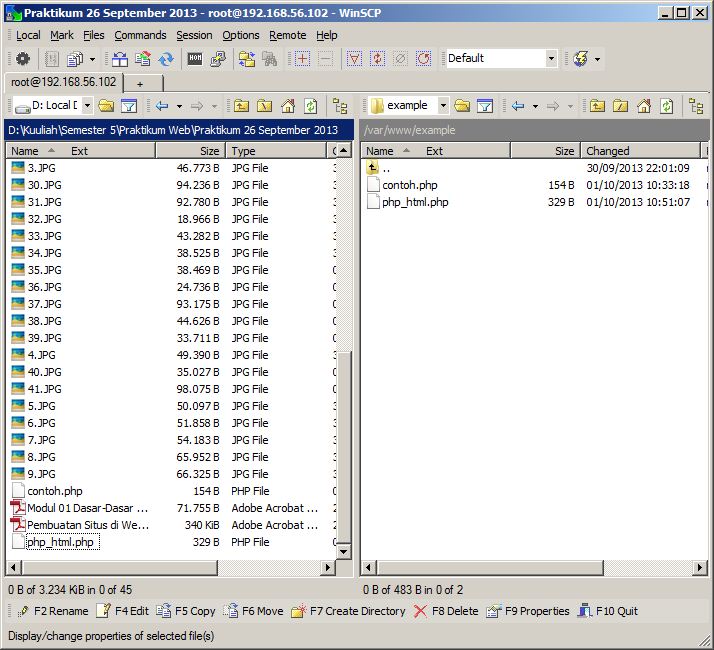 Praktikum 26 September 2013 - root@192.168.56.102 - WinSCP
Local Mark Files Commands Session Options Remote Help
Default
root@192.168.56.102 +
D: Local D example
D:\Kuuliah\Semester 5\Praktikum Web\Praktikum 26 September 2013 /var/www/example
Name Ext Size Type Name Ext Size Changed
3.JPG 46.773 B JPG File
30.JPG 94.236 B JPG File
31.JPG 92.780 B JPG File
32.JPG 18.966 B JPG File
33.JPG 43.282 B JPG File
34.JPG 38.525 B JPG File
35.JPG 38.469 B JPG File
36.JPG 24.736 B JPG File
37.JPG 93.175 B JPG File
38.JPG 44.626 B JPG File
39.JPG 33.711 B JPG File
4.JPG 49.390 B JPG File
40.JPG 35.027 B JPG File
41.JPG 98.075 B JPG File
5.JPG 50.097 B JPG File
6.JPG 51.858 B JPG File
7.JPG 54.183 B JPG File
8.JPG 65.952 B JPG File
9.JPG 66.325 B JPG File
contoh.php 154 B PHP File
Modul 01 Dasar-Dasar ... 71.755 B Adobe Acrobat ...
Pembuatan Situs di We... 340 KiB Adobe Acrobat ...
php_html.php 329 B PHP File
.. 30/09/2013 22:01:09
contoh.php 154 B 01/10/2013 10:33:18
php_html.php 329 B 01/10/2013 10:51:07
0 B of 3.234 KiB in 0 of 45 0 B of 483 B in 0 of 2
F2 Rename F4 Edit F5 Copy F6 Move F7 Create Directory F8 Delete F9 Properties F10 Quit
Display/change properties of selected file(s)